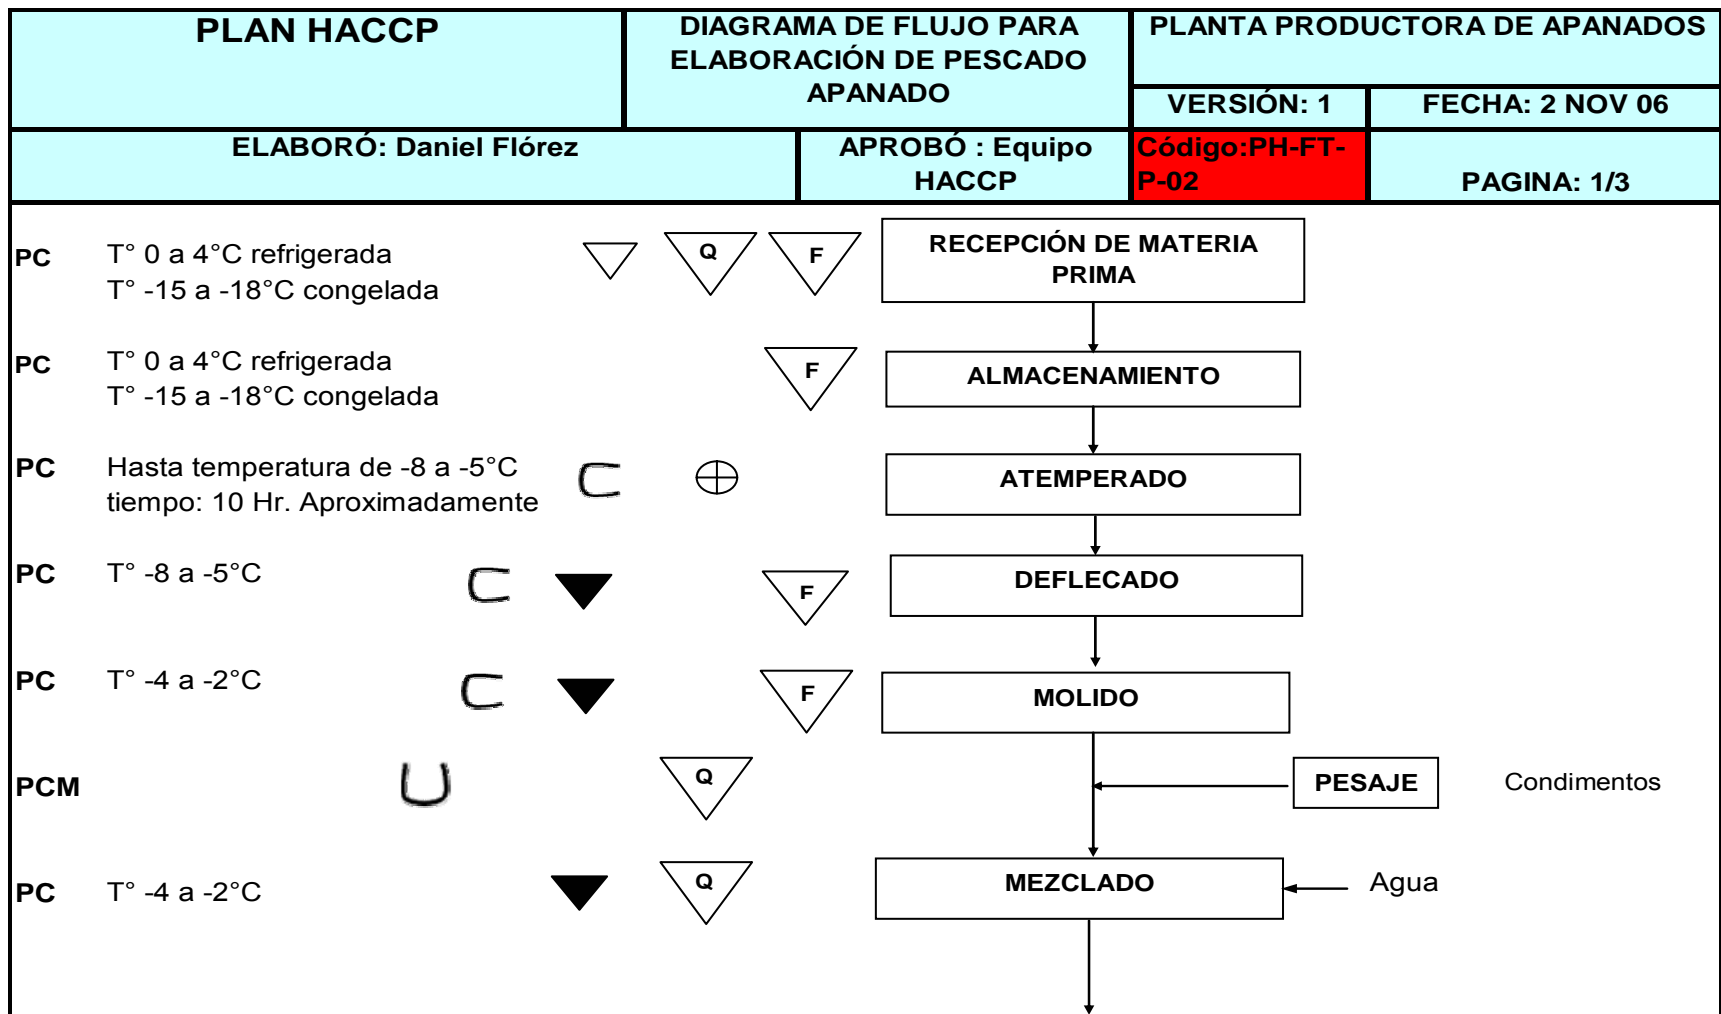 PLAN HACCP
DIAGRAMA DE FLUJO PARA
ELABORACIÓN DE PESCADO
APANADO
PLANTA PRODUCTORA DE APANADOS
VERSIÓN: 1
FECHA: 2 NOV 06
ELABORÓ: Daniel Flórez
APROBÓ : Equipo
HACCP
Código:PH-FT-
P-02
PAGINA: 1/3
PC
T° 0 a 4°C refrigerada
T° -15 a -18°C congelada
Q
F
RECEPCIÓN DE MATERIA
PRIMA
PC
T° 0 a 4°C refrigerada
T° -15 a -18°C congelada
F
ALMACENAMIENTO
PC
Hasta temperatura de -8 a -5°C
tiempo: 10 Hr. Aproximadamente
ATEMPERADO
PC
T° -8 a -5°C
F
DEFLECADO
PC
T° -4 a -2°C
F
MOLIDO
PCM
Q
PESAJE
Condimentos
PC
T° -4 a -2°C
Q
MEZCLADO
Agua